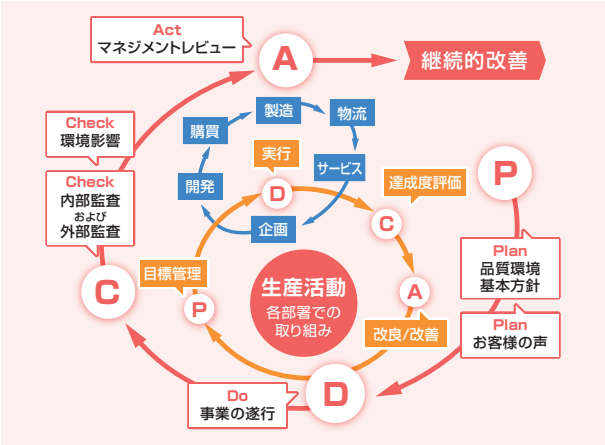 Act
マネジメントレビュー
A
継続的改善
Check
環境影響
Check
内部監査
および
外部監査
C
製造
物流
購買
サービス
開発
企画
実行
D
達成度評価
C
目標管理
P
A
改良/改善
生産活動
各部署での
取り組み
P
Plan
品質環境
基本方針
Plan
お客様の声
D
Do
事業の遂行